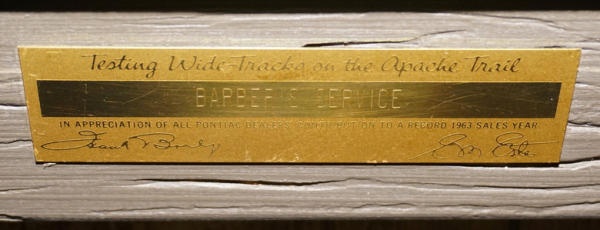 Testing Wide-Tracks on the Apache Trail
SERVICE
IN APPRECIATION OF ALL PONTIAC DEALERS' CONTRIBUTION TO A RECORD 1963 SALES YEAR